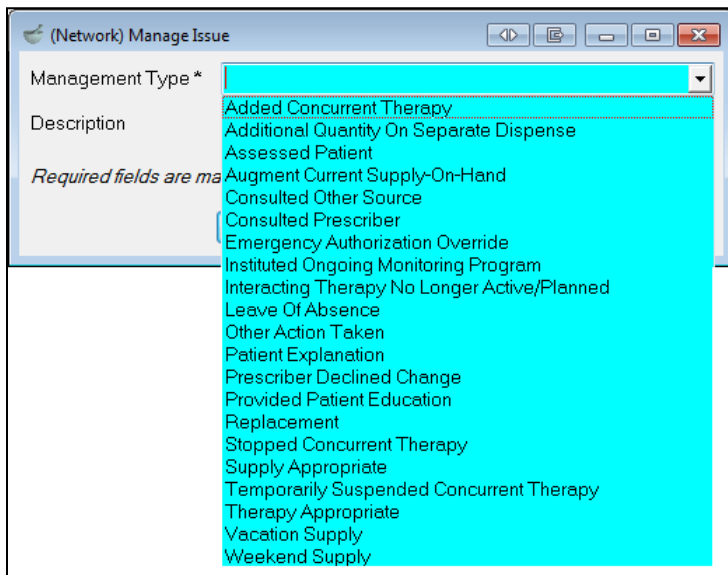 (Network) Manage Issue
Management Type *
Added Concurrent Therapy
Additional Quantity On Separate Dispense
Assessed Patient
Augment Current Supply-On-Hand
Consulted Other Source
Consulted Prescriber
Emergency Authorization Override
Instituted Ongoing Monitoring Program
Interacting Therapy No Longer Active/Planned
Leave Of Absence
Other Action Taken
Patient Explanation
Prescriber Declined Change
Provided Patient Education
Replacement
Stopped Concurrent Therapy
Supply Appropriate
Temporarily Suspended Concurrent Therapy
Therapy Appropriate
Vacation Supply
Weekend Supply
Description
Required fields are